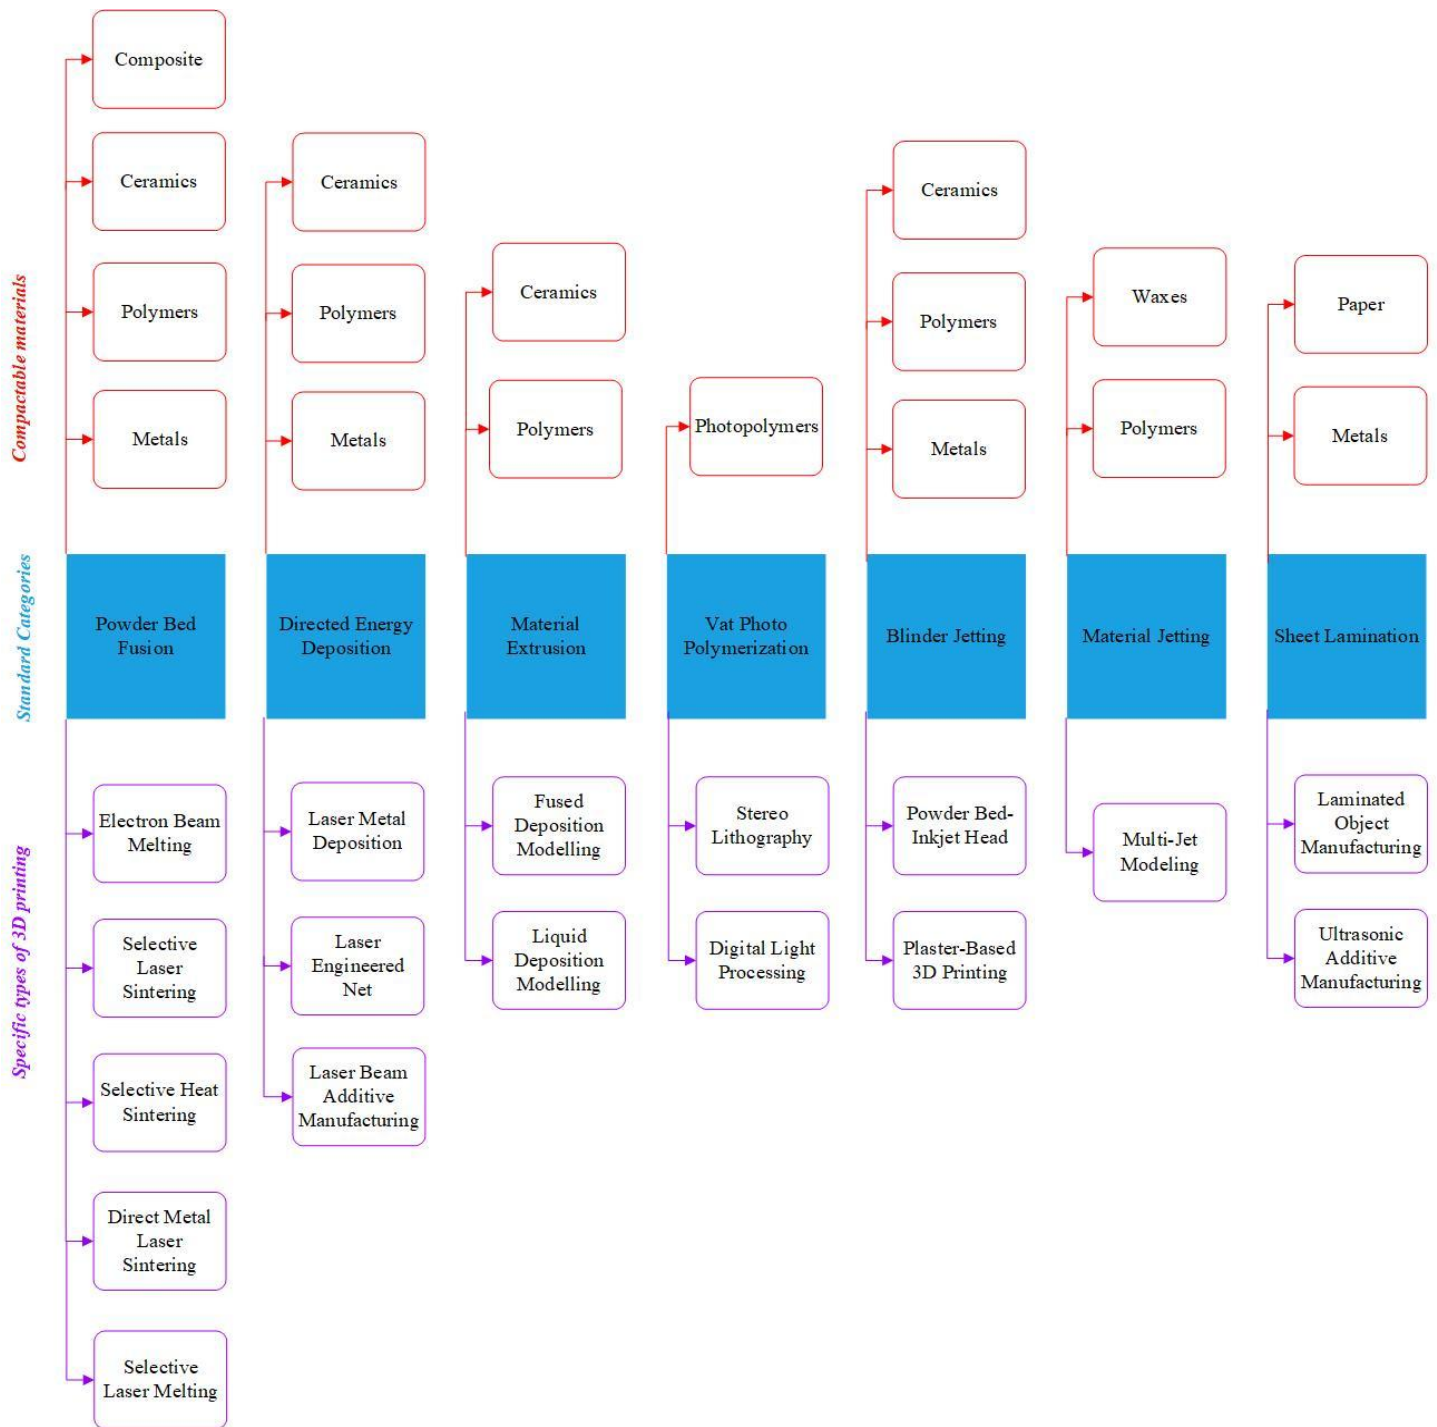 Compactable materials
Composite
Ceramics
Polymers
Metals
Ceramics
Polymers
Metals
Ceramics
Polymers
Photopolymers
Ceramics
Polymers
Metals
Waxes
Polymers
Paper
Metals
Standard Categories
Powder Bed
Fusion
Directed Energy
Deposition
Material
Extrusion
Vat Photo
Polymerization
Blinder Jetting
Material Jetting
Sheet Lamination
Specific types of 3D printing
Electron Beam
Melting
Selective
Laser
Sintering
Selective Heat
Sintering
Direct Metal
Laser
Sintering
Selective
Laser Melting
Laser Metal
Deposition
Laser
Engineered
Net
Laser Beam
Additive
Manufacturing
Fused
Deposition
Modelling
Liquid
Deposition
Modelling
Stereo
Lithography
Digital Light
Processing
Powder Bed-
Inkjet Head
Plaster-Based
3D Printing
Multi-Jet
Modeling
Laminated
Object
Manufacturing
Ultrasonic
Additive
Manufacturing